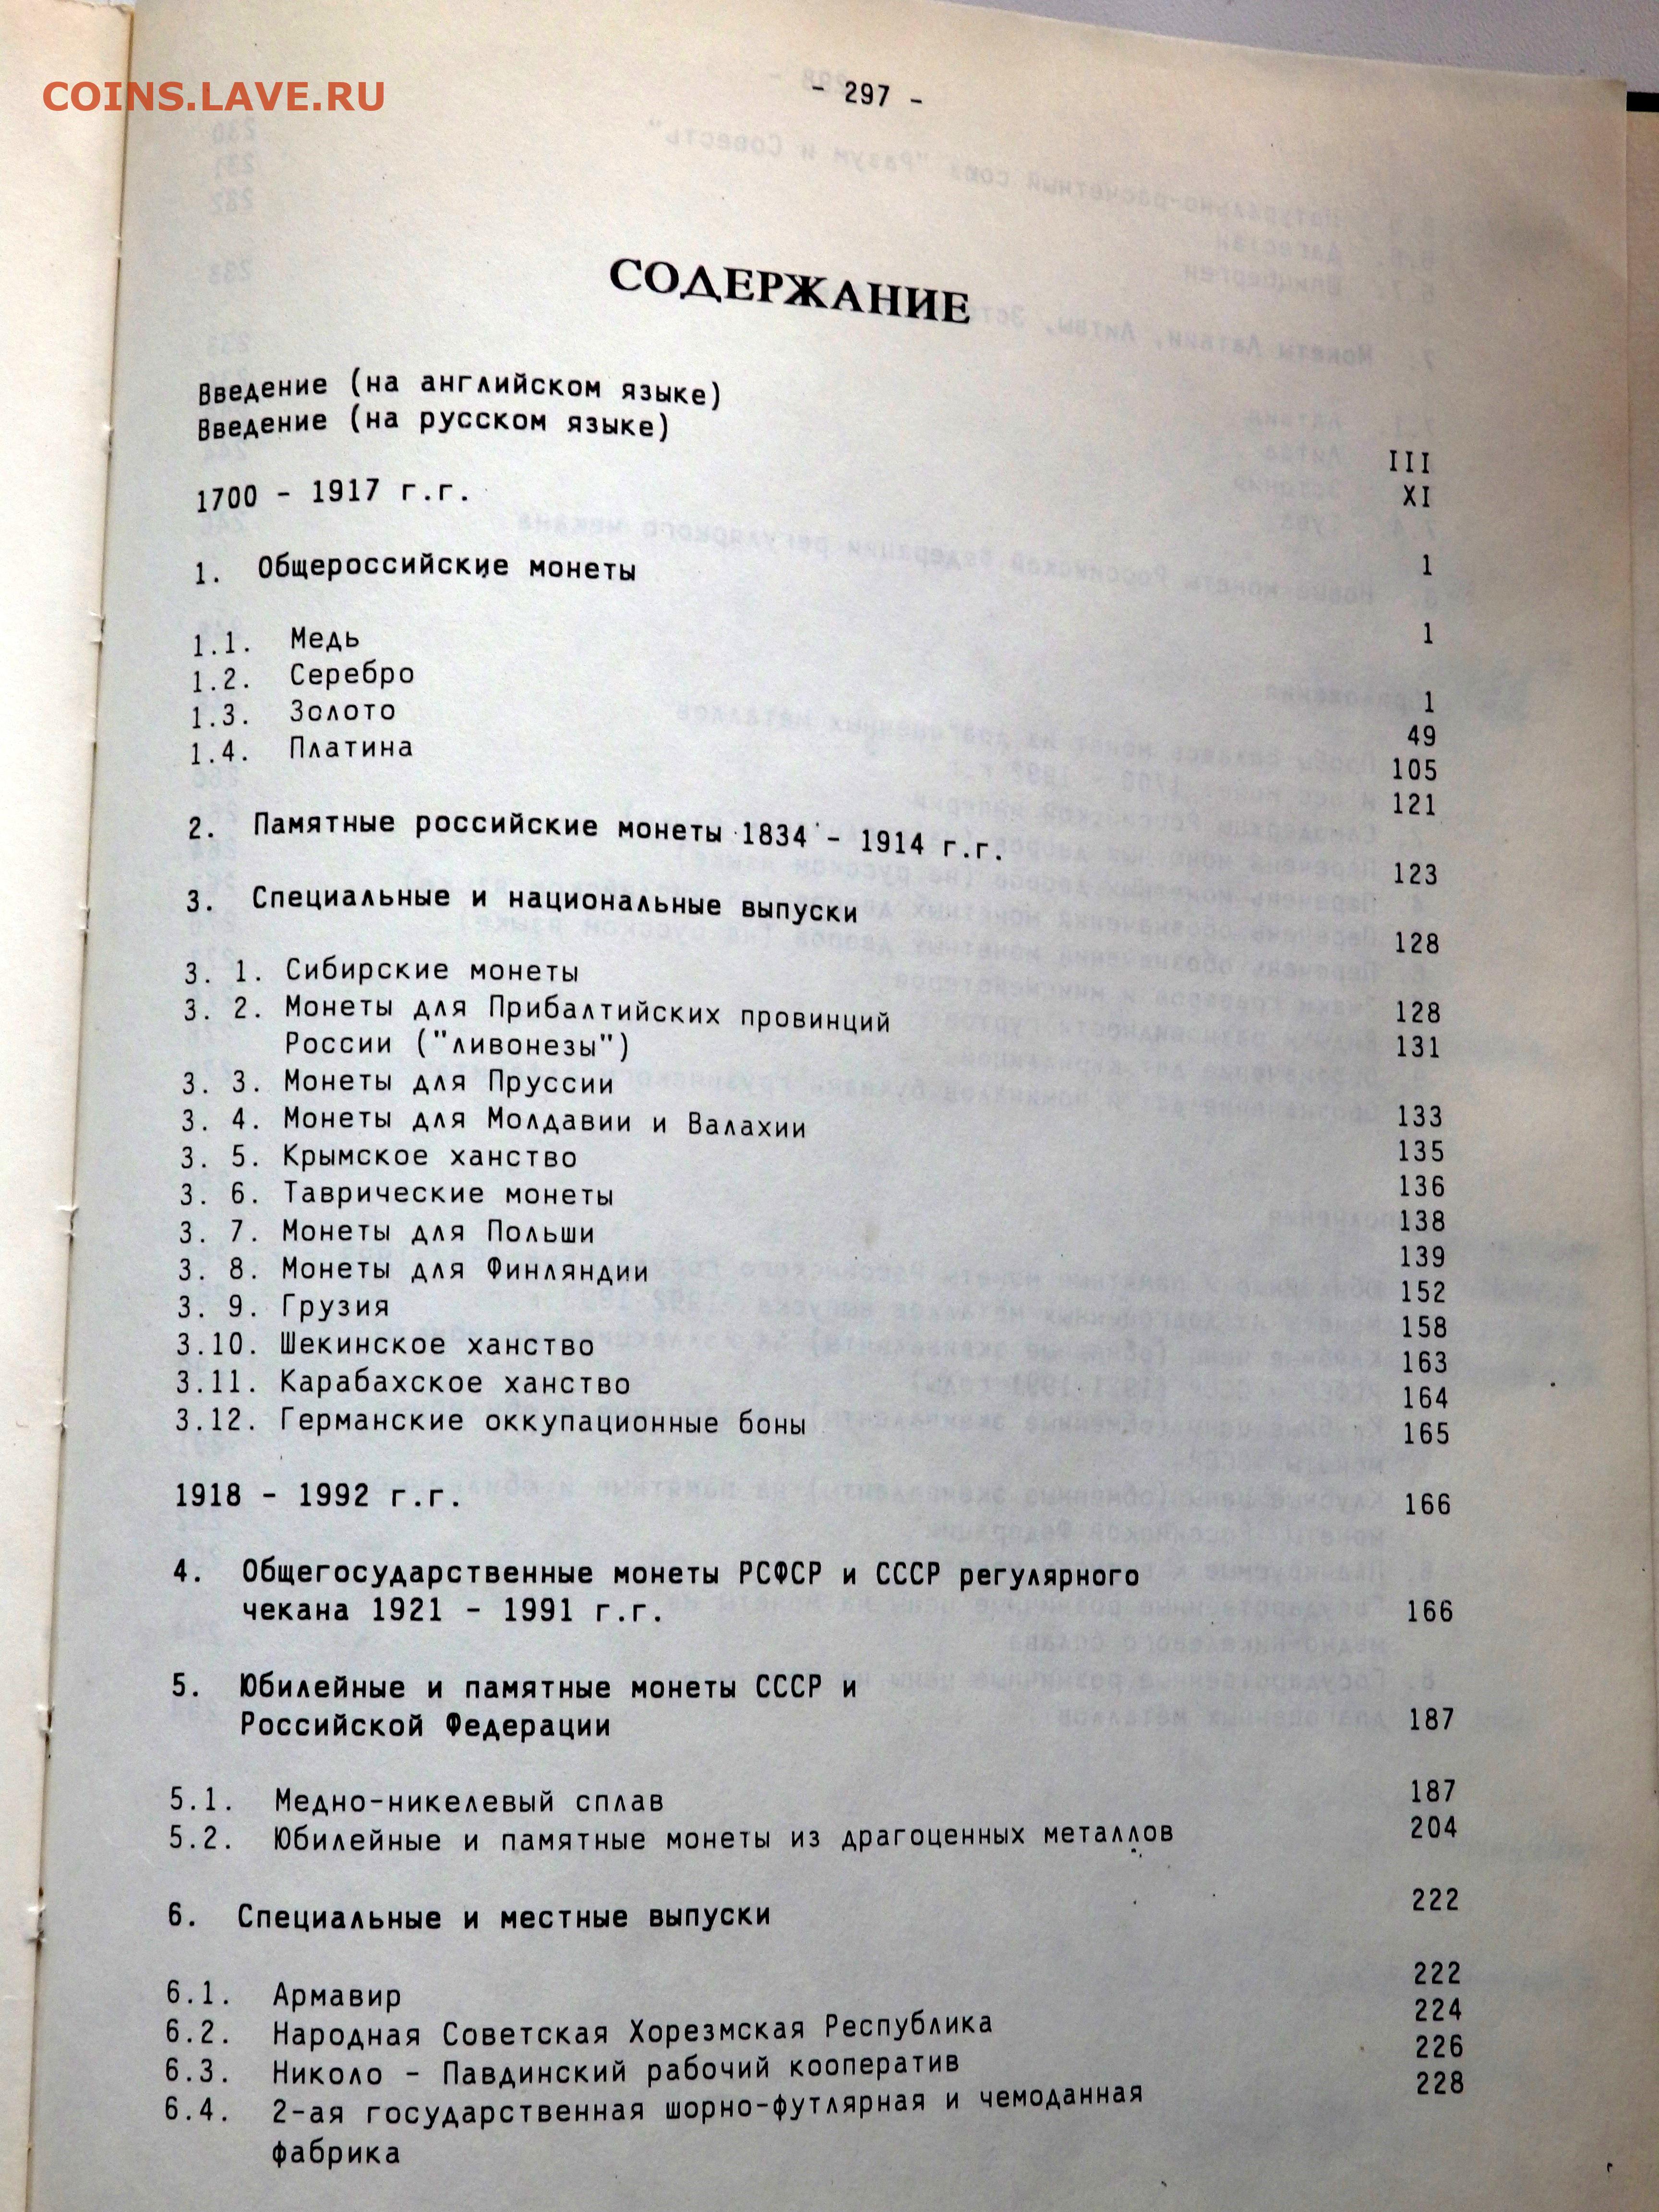 COINS.LAVE.RU
- 297 -
СОДЕРЖАНИЕ
Введение (на английском языке) III
Введение (на русском языке) XI
1700 - 1917 г.г. 1
1. Общероссийские монеты 1
1.1. Медь 1
1.2. Серебро 49
1.3. Золото 105
1.4. Платина 121
2. Памятные российские монеты 1834 - 1914 г.г. 123
3. Специальные и национальные выпуски 128
3. 1. Сибирские монеты 128
3. 2. Монеты для Прибалтийских провинций 131
России ("ливонезы")
3. 3. Монеты для Пруссии 133
3. 4. Монеты для Молдавии и Валахии 135
3. 5. Крымское ханство 136
3. 6. Таврические монеты 138
3. 7. Монеты для Польши 139
3. 8. Монеты для Финляндии 152
3. 9. Грузия 158
3.10. Шекинское ханство 163
3.11. Карабахское ханство 164
3.12. Германские оккупационные боны 165
1918 - 1992 г.г. 166
4. Общегосударственные монеты РСФСР и СССР регулярного
чекана 1921 - 1991 г.г. 166
5. Юбилейные и памятные монеты СССР и
Российской Федерации 187
5.1. Медно-никелевый сплав 187
5.2. Юбилейные и памятные монеты из драгоценных металлов 204
6. Специальные и местные выпуски 222
6.1. Армавир 222
6.2. Народная Советская Хорезмская Республика 224
6.3. Николо - Павдинский рабочий кооператив 226
6.4. 2-ая государственная шорно-футлярная и чемоданная 228
фабрика